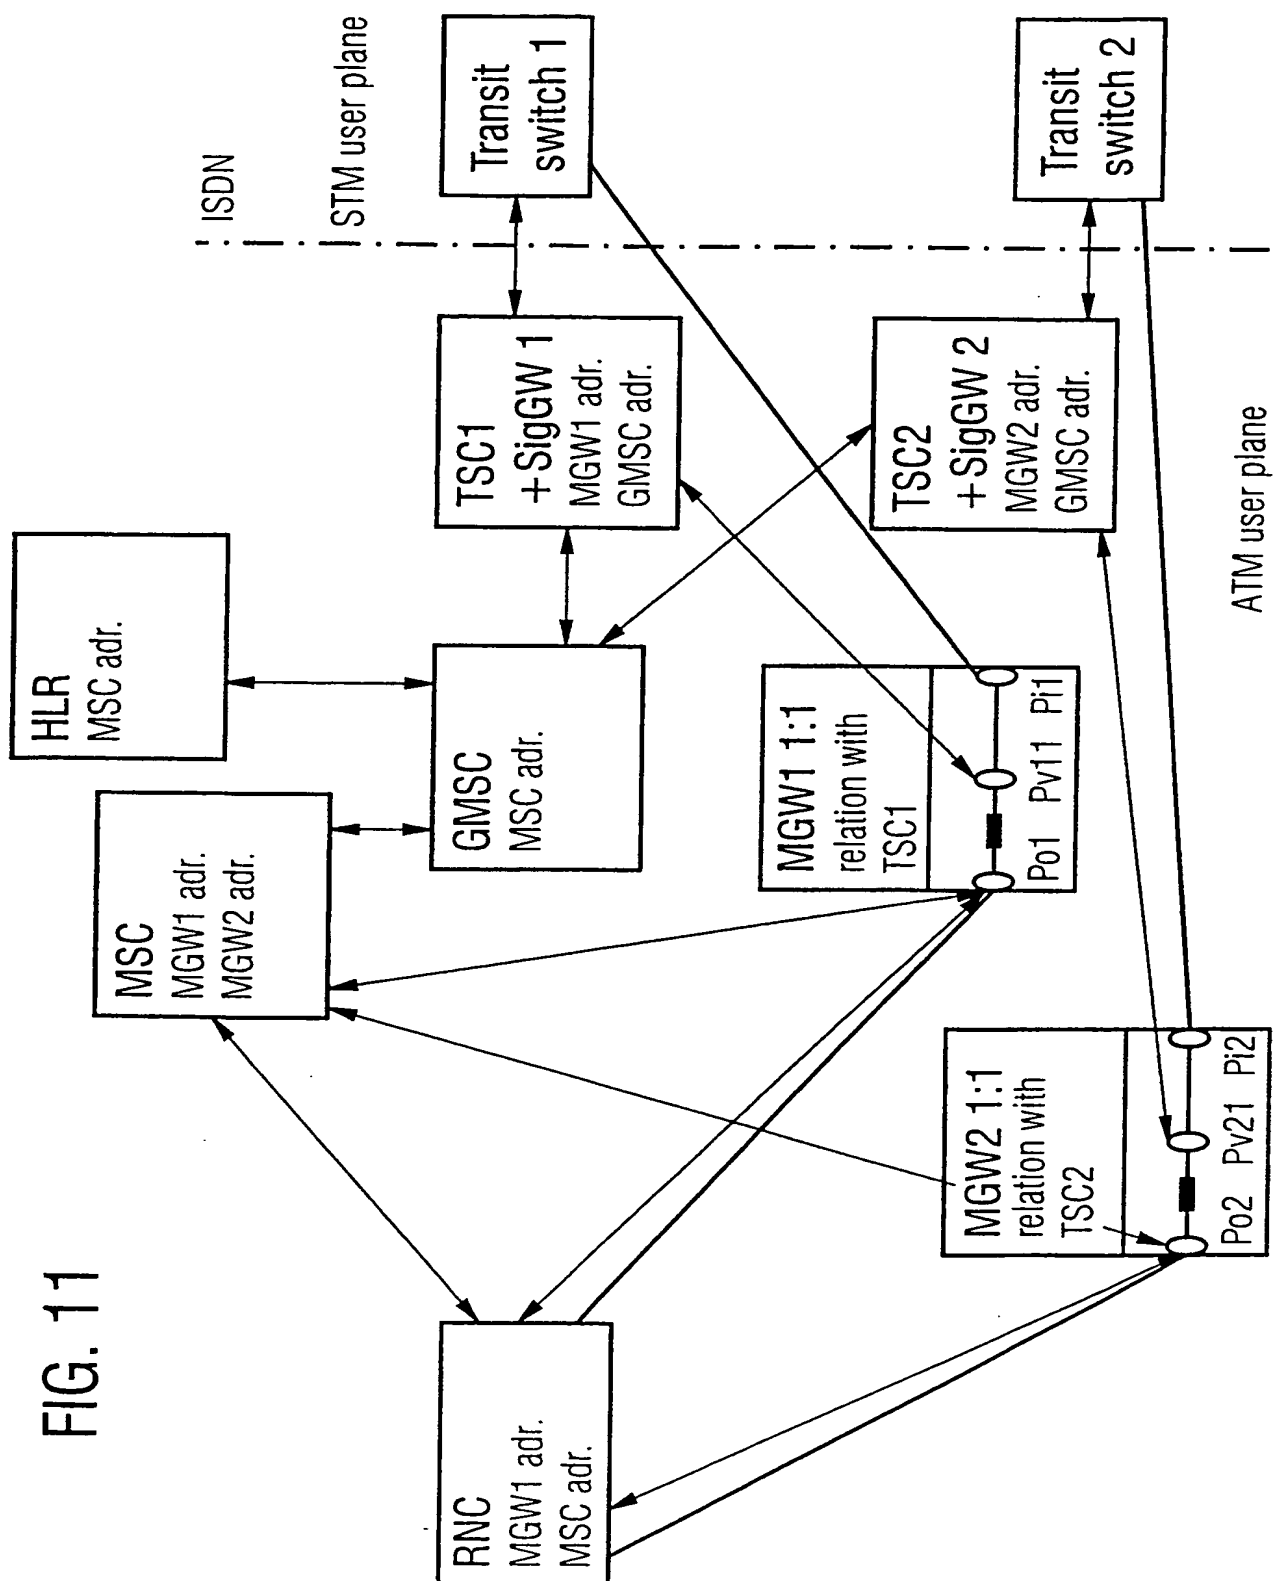 FIG. 11
RNC
MGW1 adr.
MSC adr.
MSC
MGW1 adr.
MGW2 adr.
HLR
MSC adr.
GMSC
MSC adr.
TSC1
+SigGW 1
MGW1 adr.
GMSC adr.
ISDN
STM user plane
Transit
switch 1
MGW1 1:1
relation with
TSC1
Po1 Pv11 Pi1
TSC2
+SigGW 2
MGW2 adr.
GMSC adr.
Transit
switch 2
MGW2 1:1
relation with
TSC2
Po2 Pv21 Pi2
ATM user plane